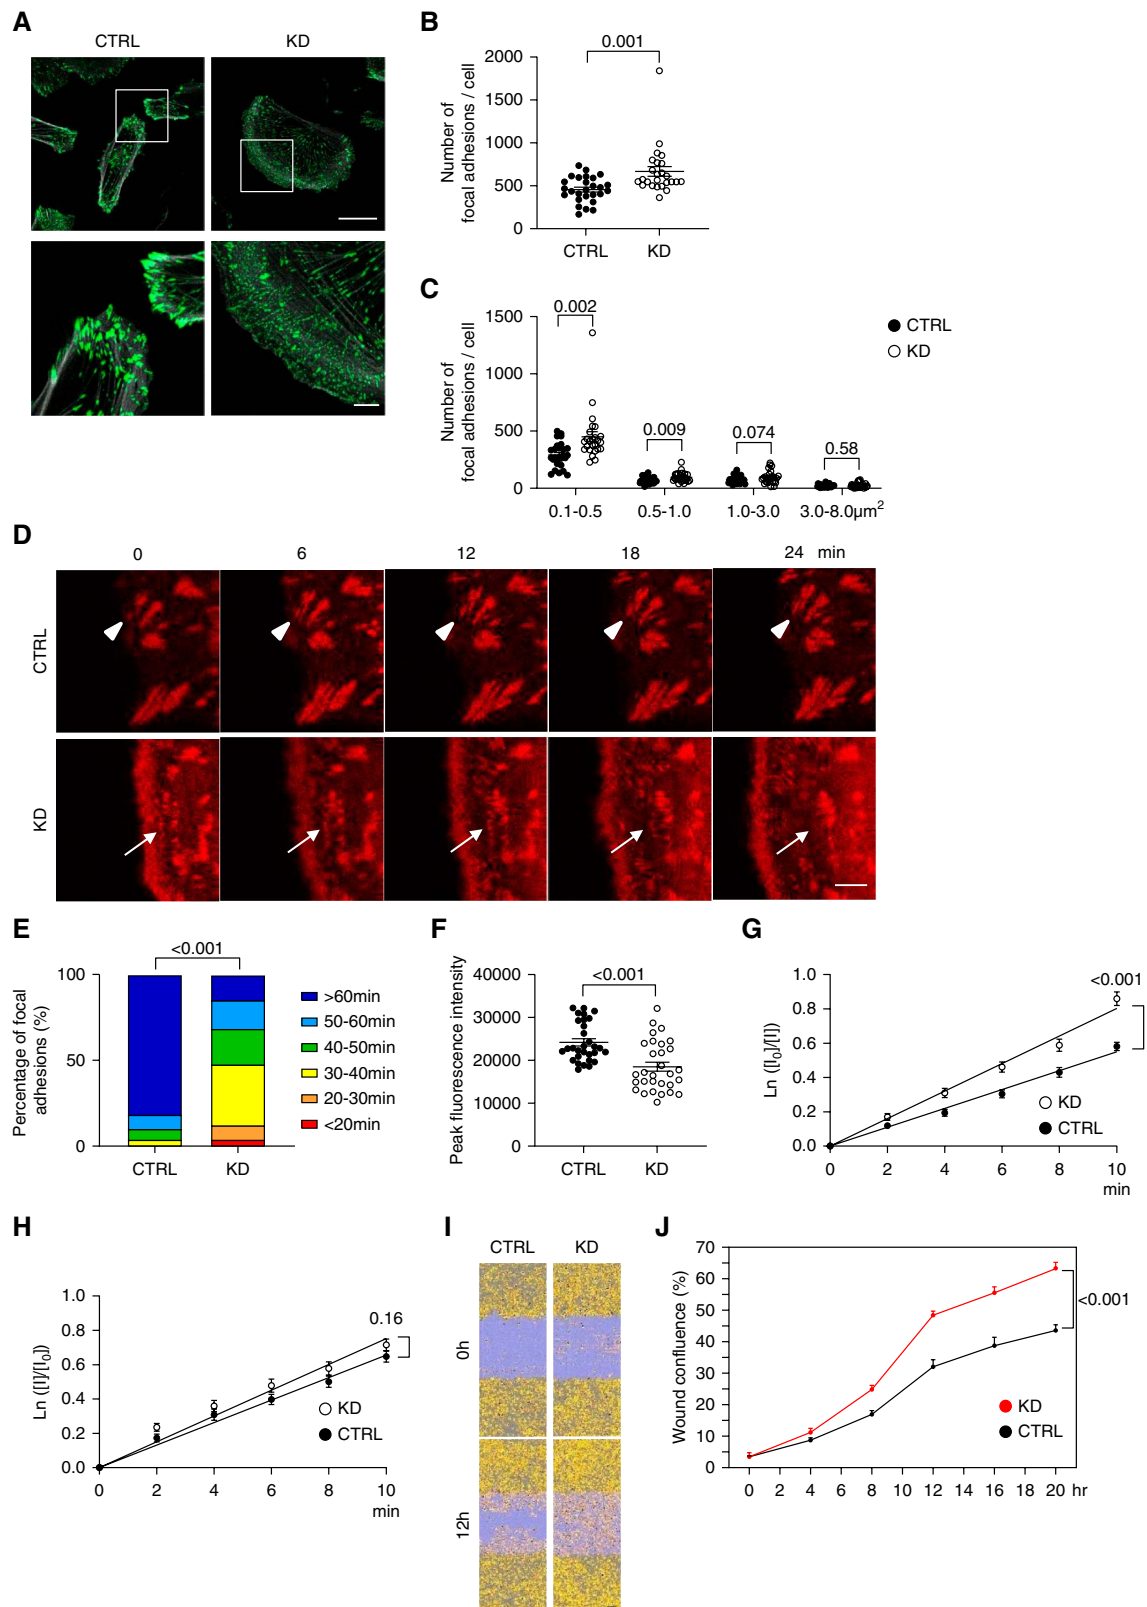 A
CTRL
KD
B
0.001
2000
1500
1000
500
0
Number of
focal adhesions / cell
CTRL
KD
C
0.002
0.009
0.074
0.58
1500
1000
500
0
Number of
focal adhesions / cell
0.1-0.5
0.5-1.0
1.0-3.0
3.0-8.0μm2
CTRL
KD
D
0
6
12
18
24 min
CTRL
KD
E
<0.001
100
50
0
Percentage of focal
adhesions (%)
CTRL
KD
>60min
50-60min
40-50min
30-40min
20-30min
<20min
F
<0.001
40000
30000
20000
10000
0
Peak fluorescence intensity
CTRL
KD
G
<0.001
1.0
0.8
0.6
0.4
0.2
0.0
Ln ([I0]/[I])
KD
CTRL
0
2
4
6
8
10
min
H
0.16
1.0
0.8
0.6
0.4
0.2
0.0
Ln ([I]/[I0])
KD
CTRL
0
2
4
6
8
10
min
I
CTRL
KD
0h
12h
J
70
60
50
40
30
20
10
0
Wound confluence (%)
<0.001
KD
CTRL
0 2 4 6 8 10 12 14 16 18 20 hr